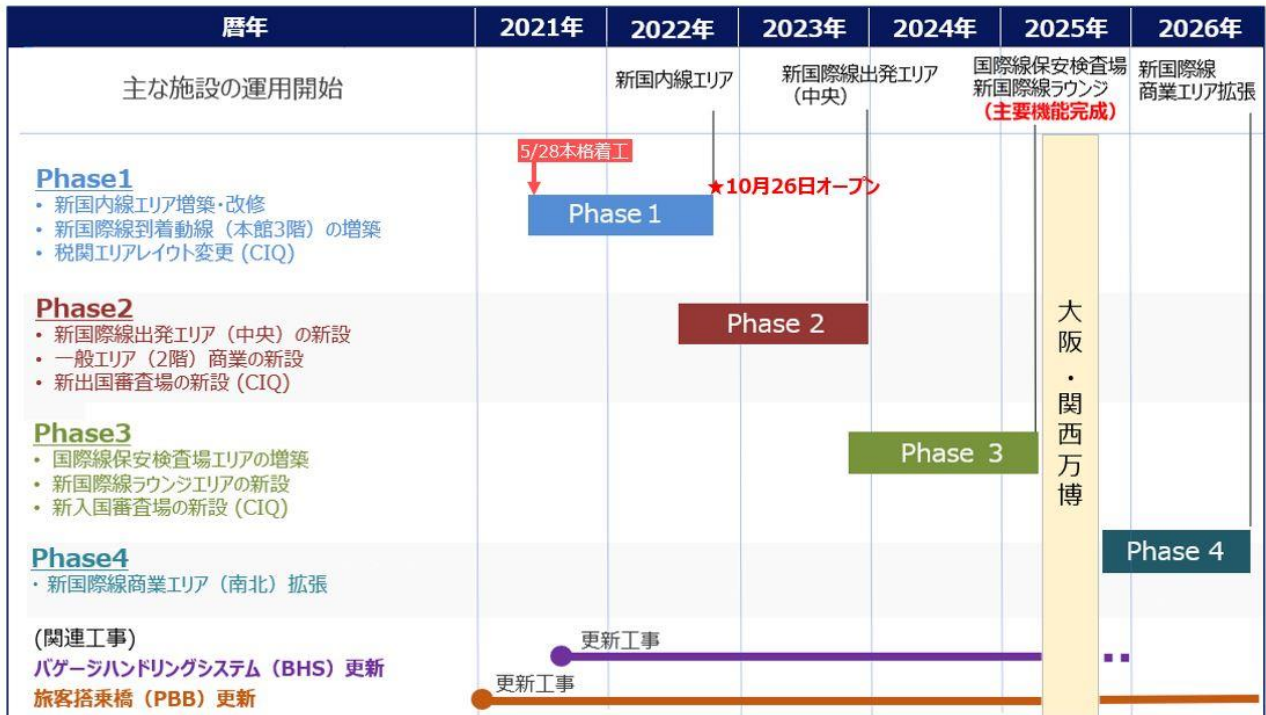 暦年 2021年 2022年 2023年 2024年 2025年 2026年
主な施設の運用開始
新国内線エリア
新国際線出発エリア
(中央)
国際線保安検査場
新国際線ラウンジ
(主要機能完成)
新国際線
商業エリア拡張
5/28本格着工
★10月26日オープン
Phase1
• 新国内線エリア増築・改修
• 新国際線到着動線（本館3階）の増築
• 税関エリアレイアウト変更 (CIQ)
Phase 1
Phase2
• 新国際線出発エリア（中央）の新設
• 一般エリア（2階）商業の新設
• 新出国審査場の新設 (CIQ)
Phase 2
Phase3
• 国際線保安検査場エリアの増築
• 新国際線ラウンジエリアの新設
• 新入国審査場の新設 (CIQ)
Phase 3
大阪・関西万博
Phase4
・新国際線商業エリア（南北）拡張
Phase 4
(関連工事)
バゲージハンドリングシステム（BHS）更新
更新工事
旅客搭乗橋（PBB）更新
更新工事